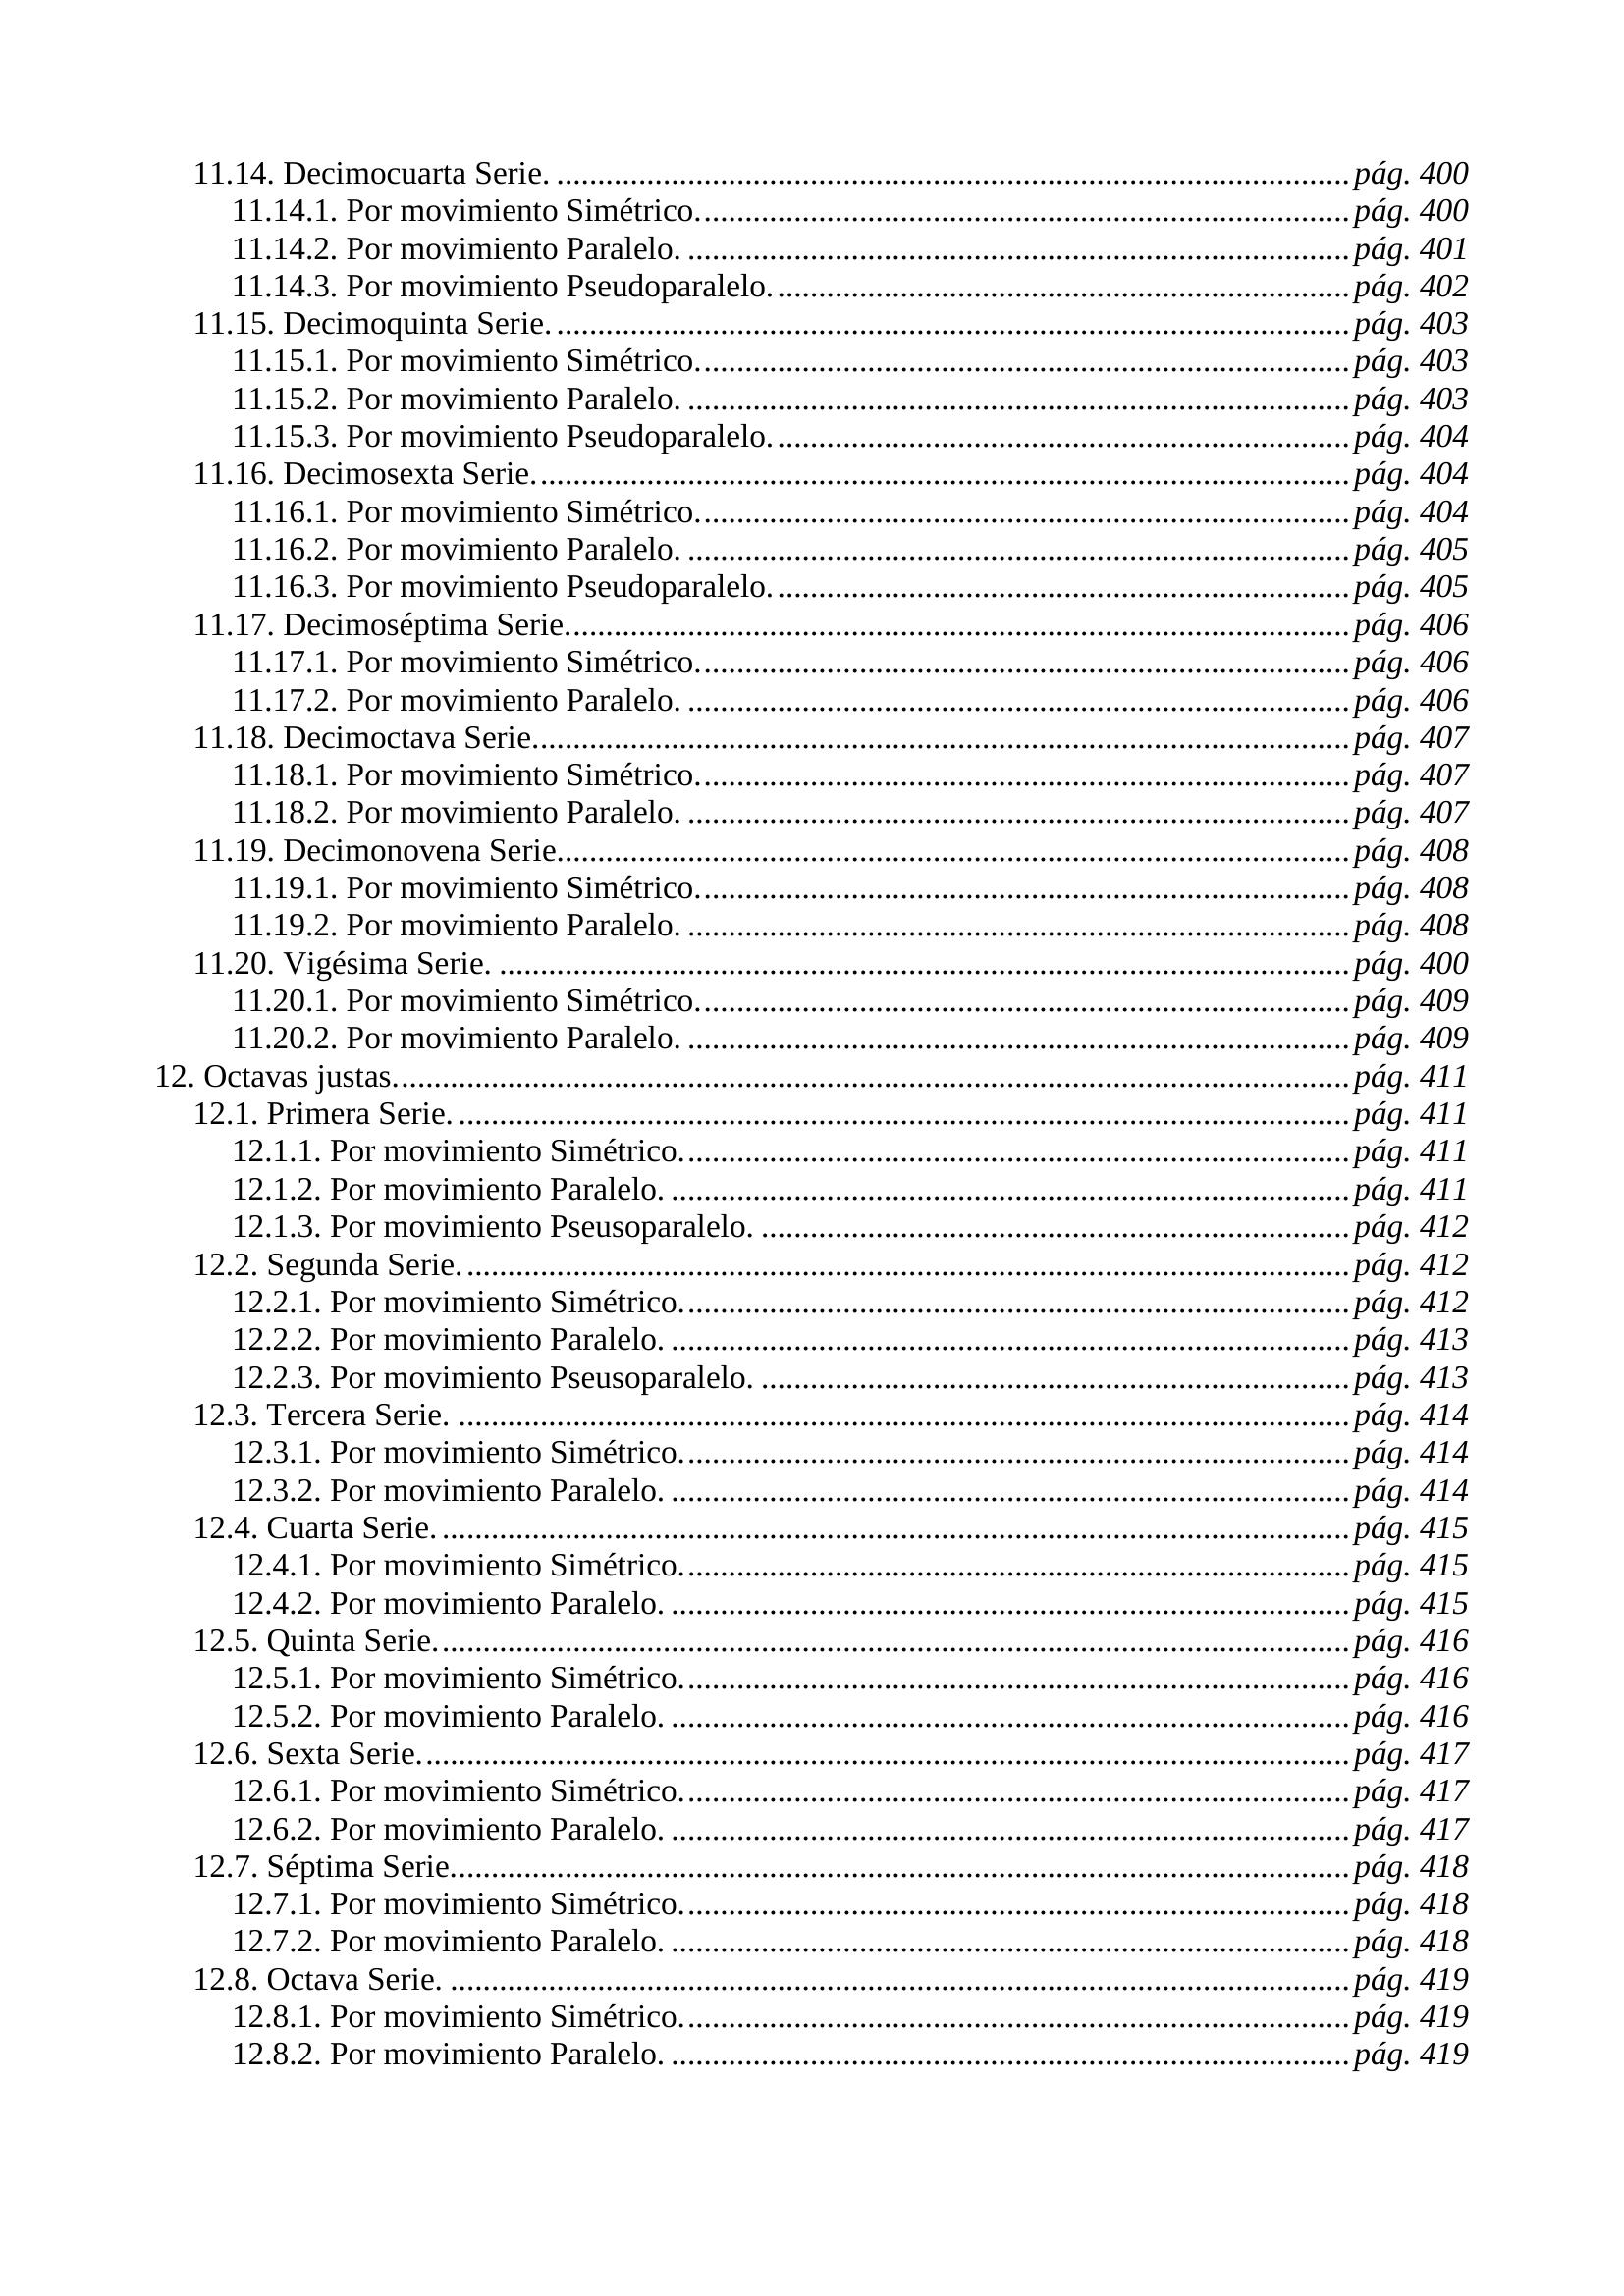 11.14. Decimocuarta Serie. ........ pág. 400
11.14.1. Por movimiento Simétrico. ........ pág. 400
11.14.2. Por movimiento Paralelo. ........ pág. 401
11.14.3. Por movimiento Pseudoparalelo. ........ pág. 402
11.15. Decimoquinta Serie. ........ pág. 403
11.15.1. Por movimiento Simétrico. ........ pág. 403
11.15.2. Por movimiento Paralelo. ........ pág. 403
11.15.3. Por movimiento Pseudoparalelo. ........ pág. 404
11.16. Decimosexta Serie. ........ pág. 404
11.16.1. Por movimiento Simétrico. ........ pág. 404
11.16.2. Por movimiento Paralelo. ........ pág. 405
11.16.3. Por movimiento Pseudoparalelo. ........ pág. 405
11.17. Decimoséptima Serie. ........ pág. 406
11.17.1. Por movimiento Simétrico. ........ pág. 406
11.17.2. Por movimiento Paralelo. ........ pág. 406
11.18. Decimoctava Serie. ........ pág. 407
11.18.1. Por movimiento Simétrico. ........ pág. 407
11.18.2. Por movimiento Paralelo. ........ pág. 407
11.19. Decimonovena Serie. ........ pág. 408
11.19.1. Por movimiento Simétrico. ........ pág. 408
11.19.2. Por movimiento Paralelo. ........ pág. 408
11.20. Vigésima Serie. ........ pág. 400
11.20.1. Por movimiento Simétrico. ........ pág. 409
11.20.2. Por movimiento Paralelo. ........ pág. 409
12. Octavas justas. ........ pág. 411
12.1. Primera Serie. ........ pág. 411
12.1.1. Por movimiento Simétrico. ........ pág. 411
12.1.2. Por movimiento Paralelo. ........ pág. 411
12.1.3. Por movimiento Pseusoparalelo. ........ pág. 412
12.2. Segunda Serie. ........ pág. 412
12.2.1. Por movimiento Simétrico. ........ pág. 412
12.2.2. Por movimiento Paralelo. ........ pág. 413
12.2.3. Por movimiento Pseusoparalelo. ........ pág. 413
12.3. Tercera Serie. ........ pág. 414
12.3.1. Por movimiento Simétrico. ........ pág. 414
12.3.2. Por movimiento Paralelo. ........ pág. 414
12.4. Cuarta Serie. ........ pág. 415
12.4.1. Por movimiento Simétrico. ........ pág. 415
12.4.2. Por movimiento Paralelo. ........ pág. 415
12.5. Quinta Serie. ........ pág. 416
12.5.1. Por movimiento Simétrico. ........ pág. 416
12.5.2. Por movimiento Paralelo. ........ pág. 416
12.6. Sexta Serie. ........ pág. 417
12.6.1. Por movimiento Simétrico. ........ pág. 417
12.6.2. Por movimiento Paralelo. ........ pág. 417
12.7. Séptima Serie. ........ pág. 418
12.7.1. Por movimiento Simétrico. ........ pág. 418
12.7.2. Por movimiento Paralelo. ........ pág. 418
12.8. Octava Serie. ........ pág. 419
12.8.1. Por movimiento Simétrico. ........ pág. 419
12.8.2. Por movimiento Paralelo. ........ pág. 419